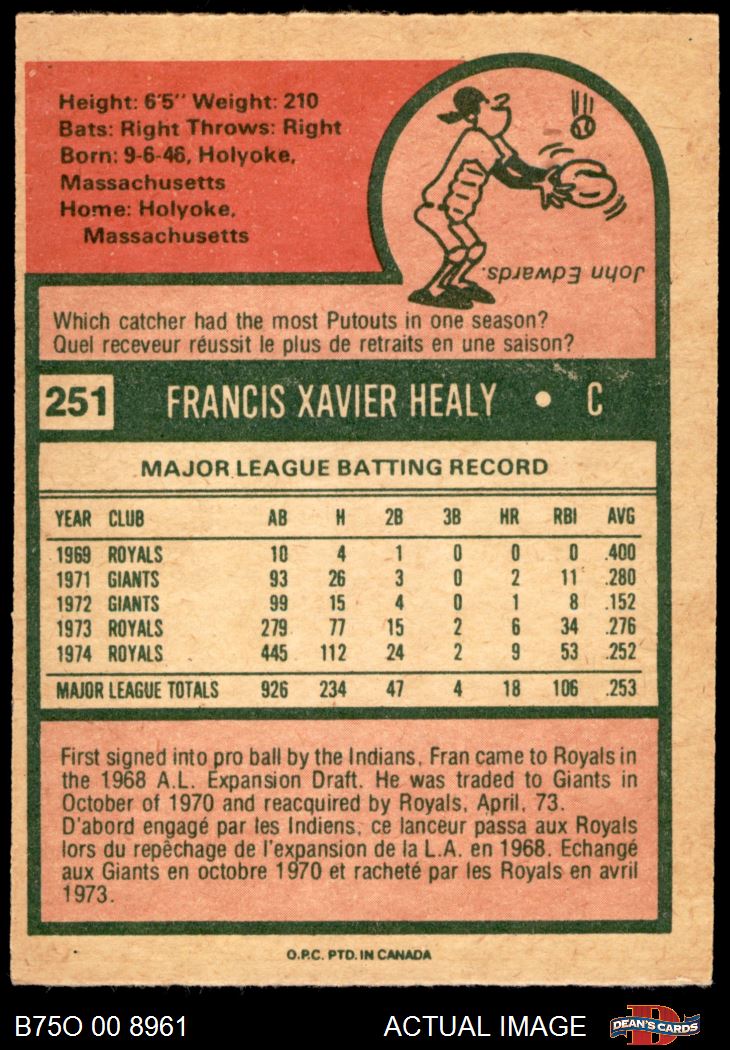 Height: 6'5" Weight: 210
Bats: Right Throws: Right
Born: 9-6-46, Holyoke,
Massachusetts
Home: Holyoke,
Massachusetts
John Edwards.
Which catcher had the most Putouts in one season?
Quel receveur réussit le plus de retraits en une saison?
251 FRANCIS XAVIER HEALY • C
MAJOR LEAGUE BATTING RECORD
YEAR CLUB AB H 2B 3B HR RBI AVG
1969 ROYALS 10 4 1 0 0 0 .400
1971 GIANTS 93 26 3 0 2 11 .280
1972 GIANTS 99 15 4 0 1 8 .152
1973 ROYALS 279 77 15 2 6 34 .276
1974 ROYALS 445 112 24 2 9 53 .252
MAJOR LEAGUE TOTALS 926 234 47 4 18 106 .253
First signed into pro ball by the Indians, Fran came to Royals in
the 1968 A.L. Expansion Draft. He was traded to Giants in
October of 1970 and reacquired by Royals, April, 73.
D'abord engagé par les Indiens, ce lanceur passa aux Royals
lors du repêchage de l'expansion de la L.A. en 1968. Echangé
aux Giants en octobre 1970 et racheté par les Royals en avril
1973.
O.P.C. PTD. IN CANADA
B75O 00 8961 ACTUAL IMAGE D DEAN'S CARDS